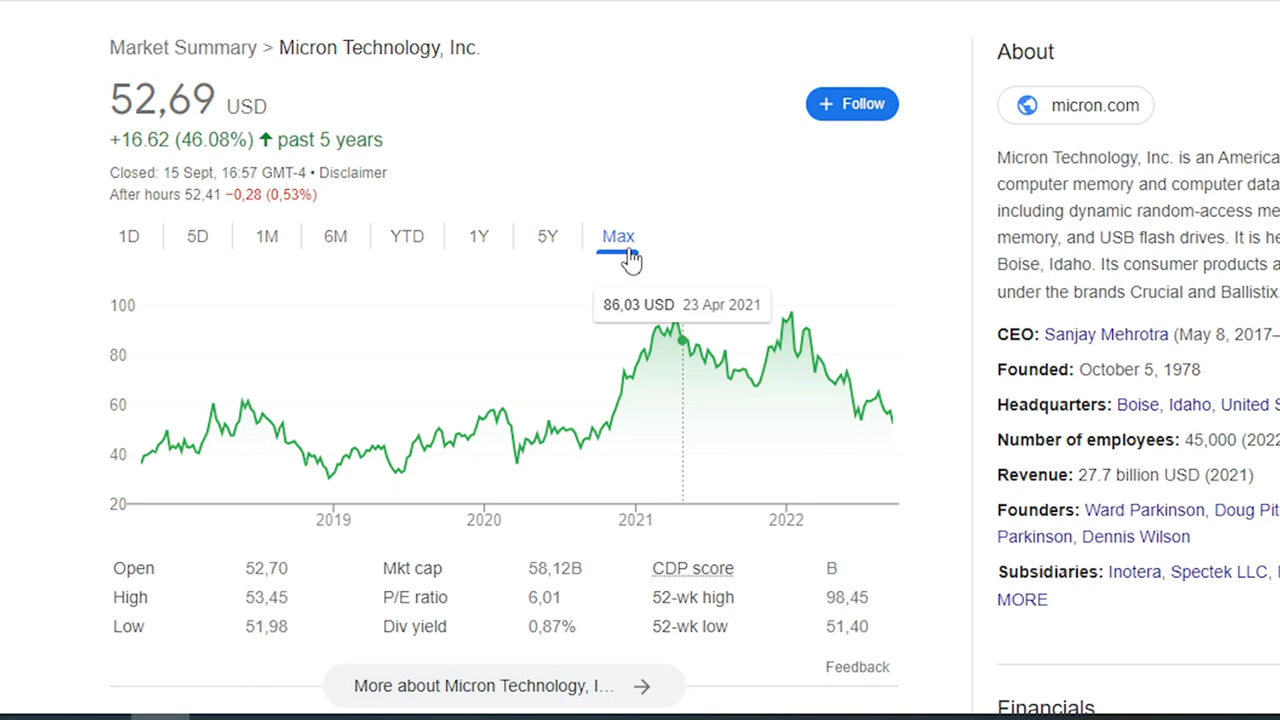 Market Summary > Micron Technology, Inc.
52,69 USD
+ Follow
+16.62 (46.08%) ↑ past 5 years
Closed: 15 Sept, 16:57 GMT-4 • Disclaimer
After hours 52,41 −0,28 (0,53%)
1D 5D 1M 6M YTD 1Y 5Y Max
86,03 USD 23 Apr 2021
100
80
60
40
20
2019 2020 2021 2022
Open 52,70 Mkt cap 58,12B CDP score B
High 53,45 P/E ratio 6,01 52-wk high 98,45
Low 51,98 Div yield 0,87% 52-wk low 51,40
Feedback
More about Micron Technology, I... →
About
micron.com
Micron Technology, Inc. is an America
computer memory and computer data
including dynamic random-access me
memory, and USB flash drives. It is he
Boise, Idaho. Its consumer products a
under the brands Crucial and Ballistix
CEO: Sanjay Mehrotra (May 8, 2017–
Founded: October 5, 1978
Headquarters: Boise, Idaho, United S
Number of employees: 45,000 (2022
Revenue: 27.7 billion USD (2021)
Founders: Ward Parkinson, Doug Pit
Parkinson, Dennis Wilson
Subsidiaries: Inotera, Spectek LLC,
MORE
Financials